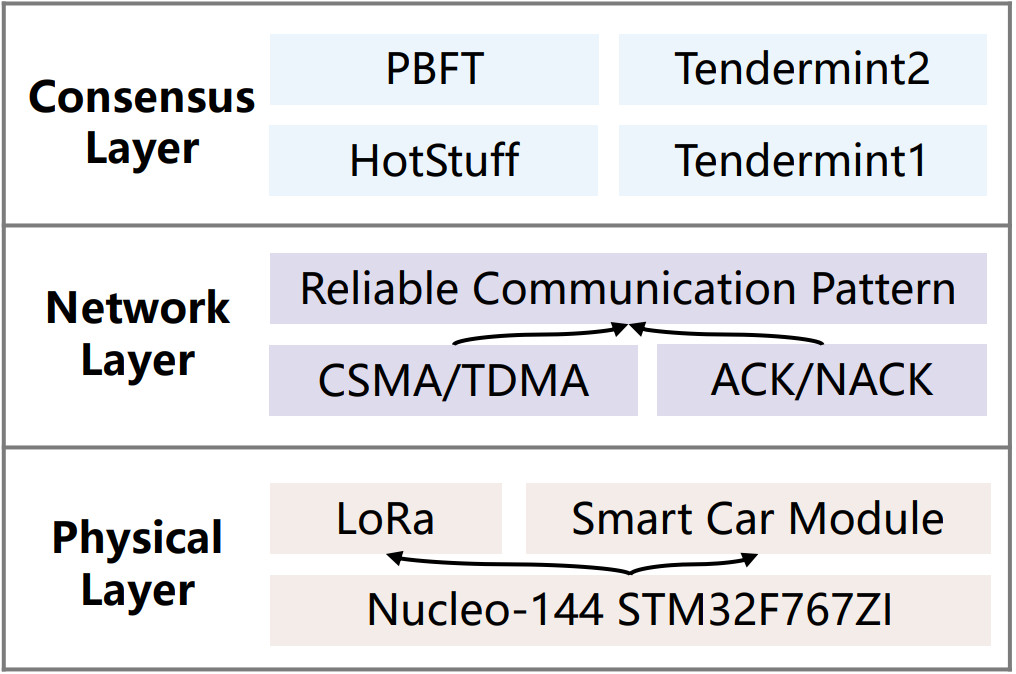 Consensus
Layer
PBFT
Tendermint2
HotStuff
Tendermint1
Network
Layer
Reliable Communication Pattern
CSMA/TDMA
ACK/NACK
Physical
Layer
LoRa
Smart Car Module
Nucleo-144 STM32F767ZI